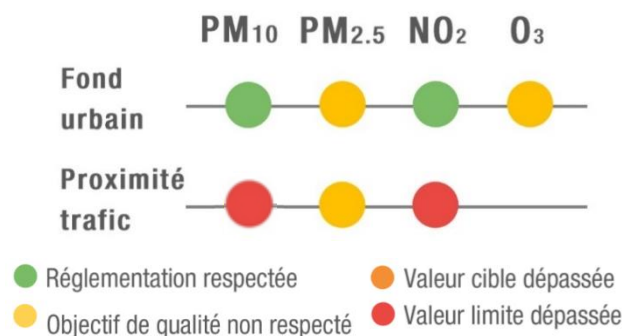 PM10 PM2.5 NO2 O3
Fond
urbain
Proximité
trafic
Réglementation respectée
Valeur cible dépassée
Objectif de qualité non respecté
Valeur limite dépassée